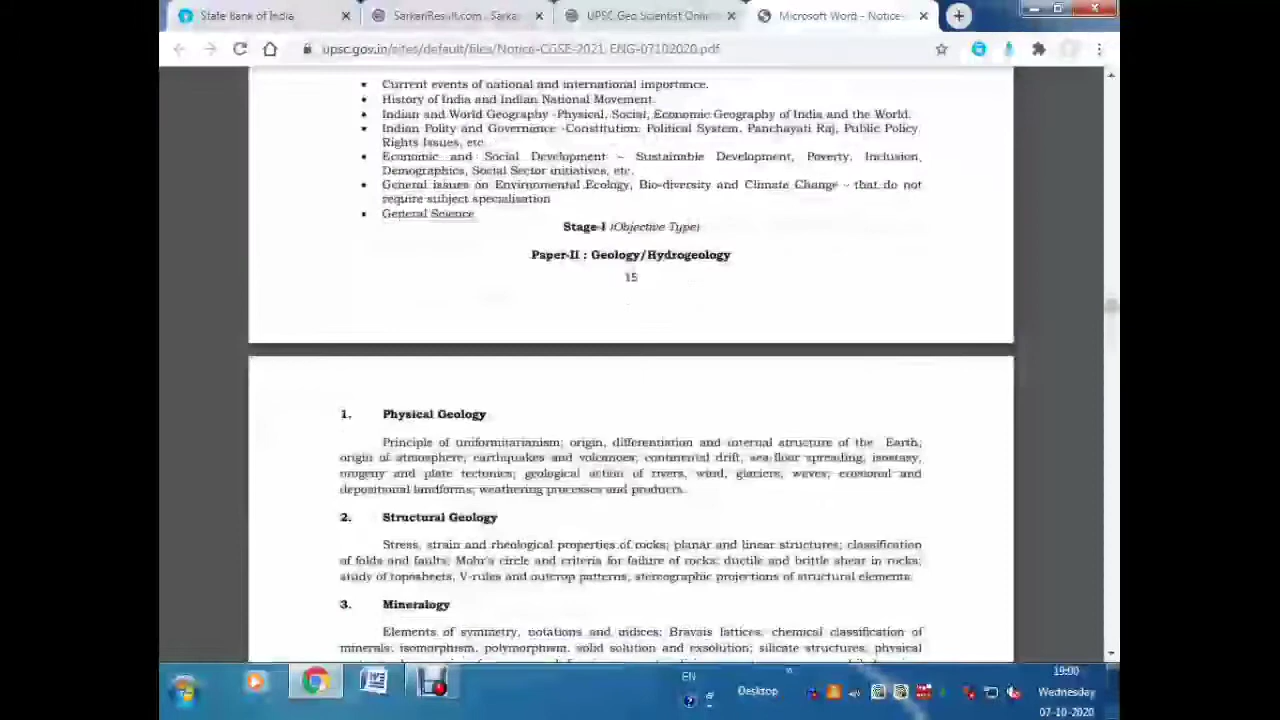 State Bank of India
SarkariResult.com - Sarka
UPSC Geo Scientist Onlin
Microsoft Word - Notice-
upsc.gov.in/sites/default/files/Notice-CGSE-2021_ENG-07102020.pdf
• Current events of national and international importance.
• History of India and Indian National Movement.
• Indian and World Geography -Physical, Social, Economic Geography of India and the World.
• Indian Polity and Governance -Constitution, Political System, Panchayati Raj, Public Policy,
Rights Issues, etc
• Economic and Social Development – Sustainable Development, Poverty, Inclusion,
Demographics, Social Sector initiatives, etc.
• General issues on Environmental Ecology, Bio-diversity and Climate Change - that do not
require subject specialisation
• General Science
Stage-I (Objective Type)
Paper-II : Geology/Hydrogeology
15
1. Physical Geology
Principle of uniformitarianism; origin, differentiation and internal structure of the Earth;
origin of atmosphere; earthquakes and volcanoes; continental drift, sea-floor spreading, isostasy,
orogeny and plate tectonics; geological action of rivers, wind, glaciers, waves; erosional and
depositional landforms; weathering processes and products.
2. Structural Geology
Stress, strain and rheological properties of rocks; planar and linear structures; classification
of folds and faults; Mohr's circle and criteria for failure of rocks; ductile and brittle shear in rocks;
study of toposheets, V-rules and outcrop patterns, stereographic projections of structural elements.
3. Mineralogy
Elements of symmetry, notations and indices; Bravais lattices; chemical classification of
minerals; isomorphism, polymorphism, solid solution and exsolution; silicate structures, physical
EN
Desktop
19:00
Wednesday
07-10-2020